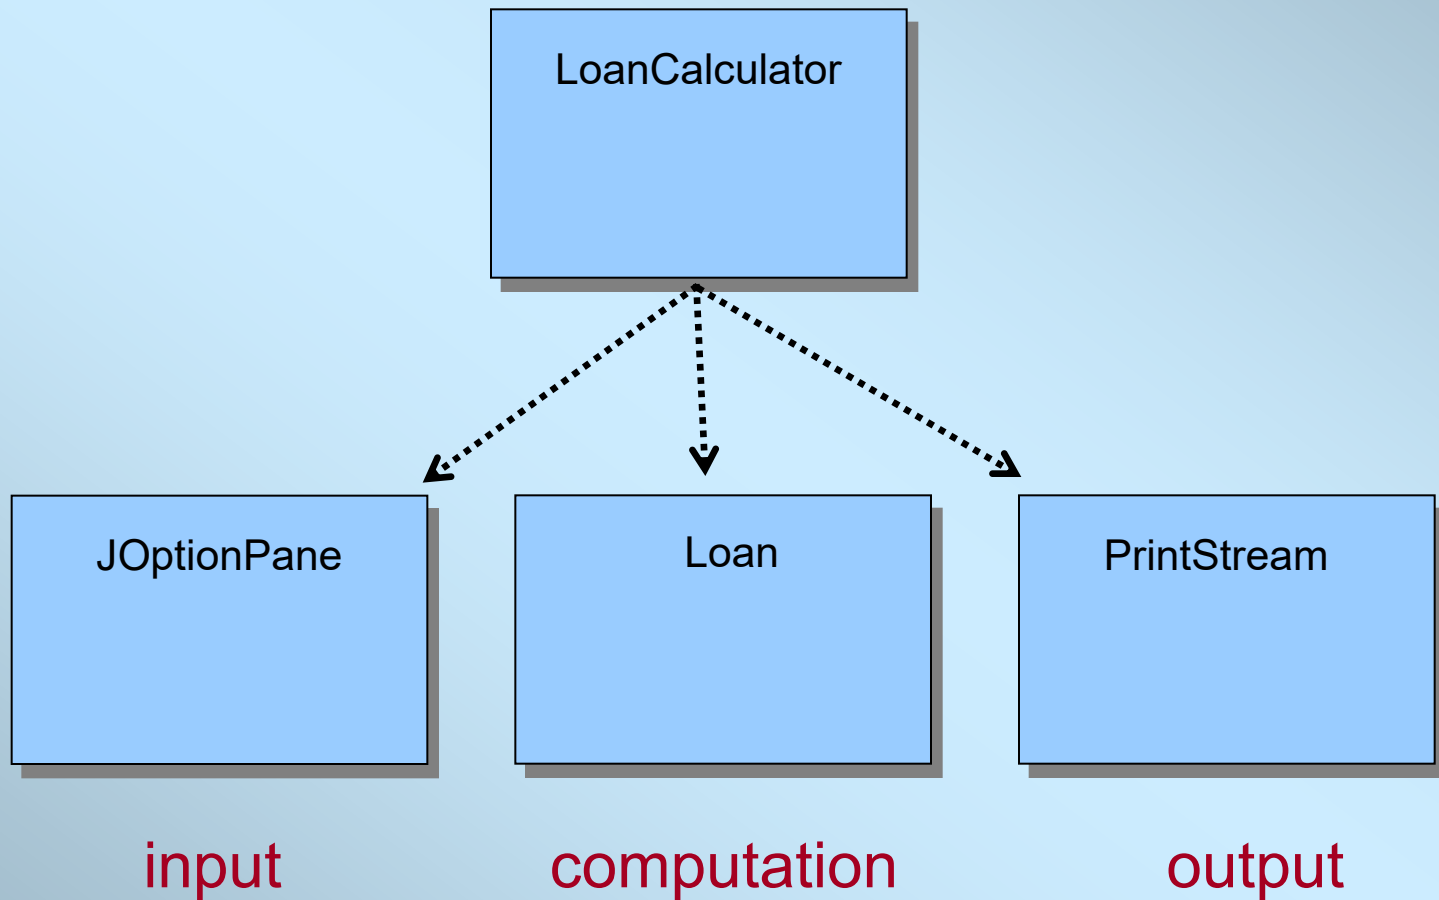 LoanCalculator
JOptionPane
Loan
PrintStream
input
computation
output